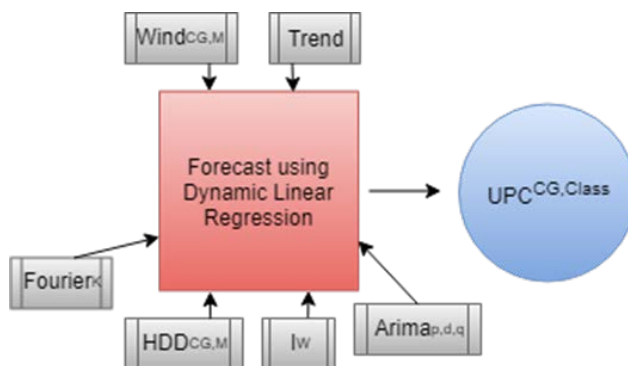 WindCG,M
Trend
Forecast using
Dynamic Linear
Regression
UPCCG,Class
FourierK
HDDCG,M
IW
Arimap,d,q